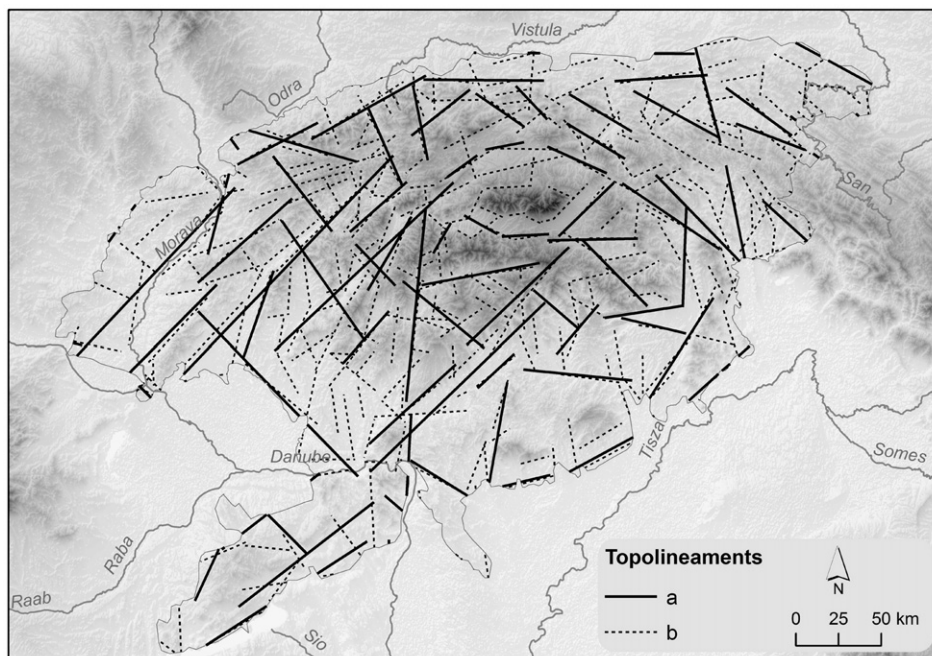 Vistula
Odra
San
Morava
Tisza
Danube
Somes
Raba
Raab
Sio
Topolineaments
a
b
N
0 25 50 km